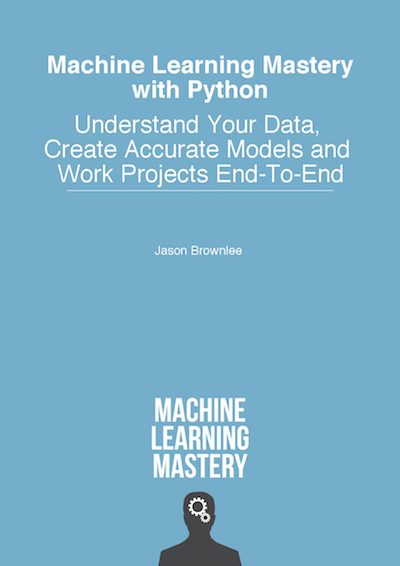 Machine Learning Mastery
with Python
Understand Your Data,
Create Accurate Models and
Work Projects End-To-End
Jason Brownlee
MACHINE
LEARNING
MASTERY